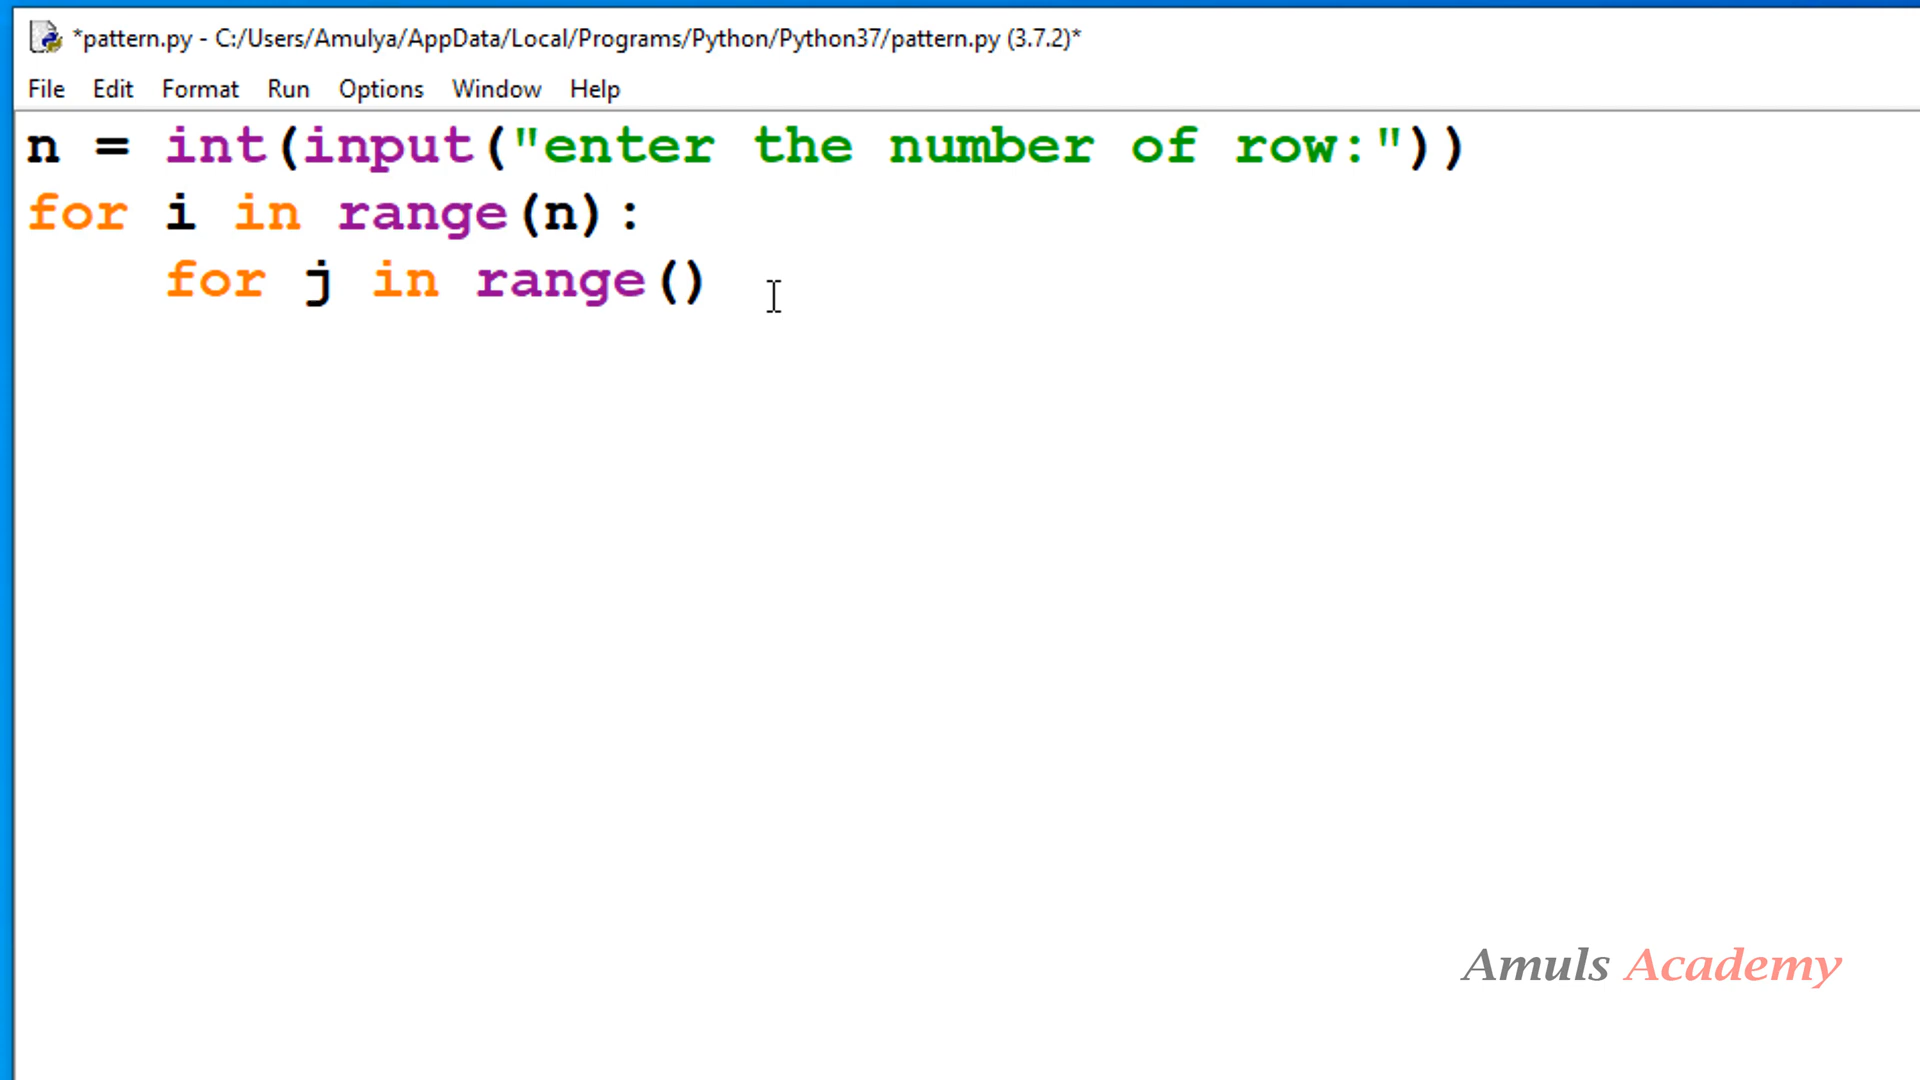 *pattern.py - C:/Users/Amulya/AppData/Local/Programs/Python/Python37/pattern.py (3.7.2)*
File Edit Format Run Options Window Help
n = int(input("enter the number of row:"))
for i in range(n):
    for j in range()
Amuls Academy